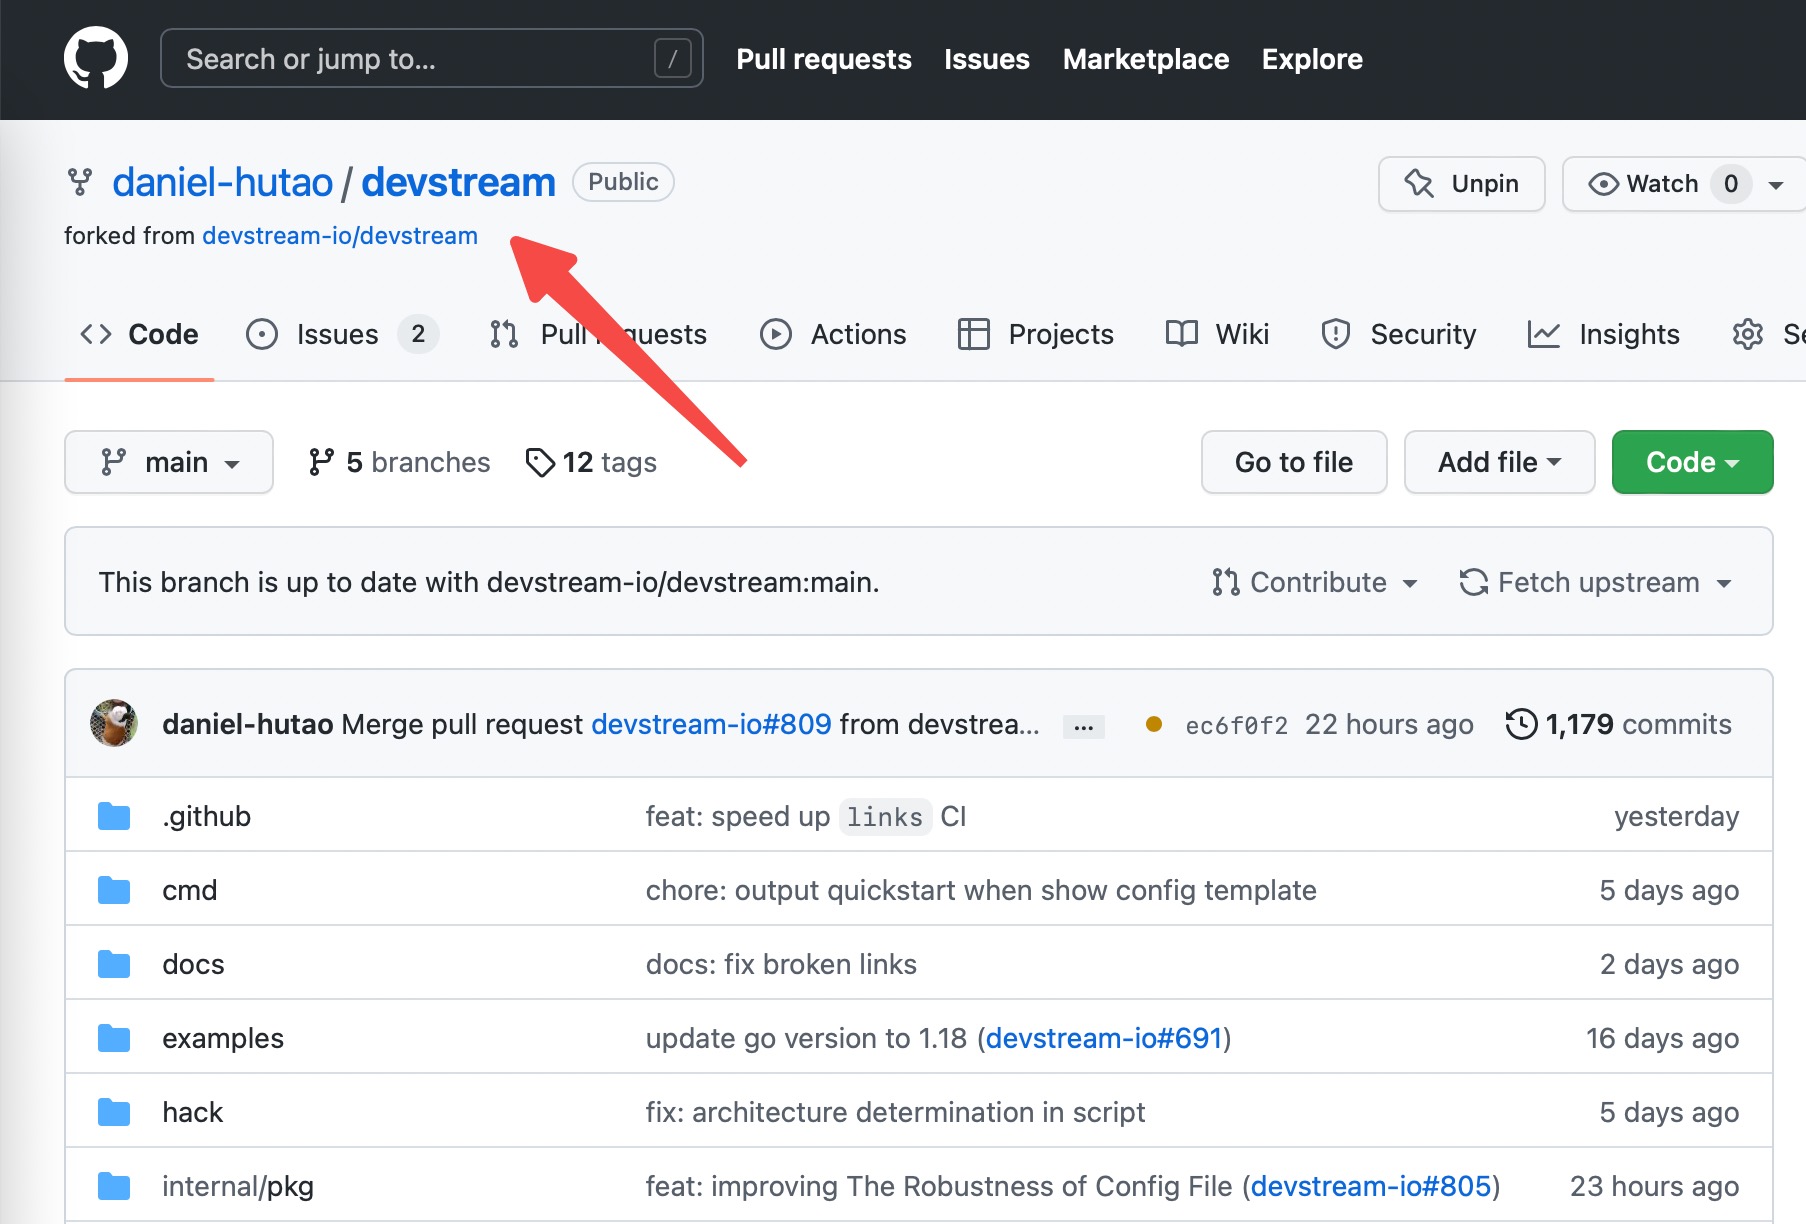 Search or jump to... / Pull requests Issues Marketplace Explore
daniel-hutao / devstream Public Unpin Watch 0
forked from devstream-io/devstream
Code Issues 2 Pull requests Actions Projects Wiki Security Insights Se
main 5 branches 12 tags Go to file Add file Code
This branch is up to date with devstream-io/devstream:main. Contribute Fetch upstream
daniel-hutao Merge pull request devstream-io#809 from devstrea... ... ec6f0f2 22 hours ago 1,179 commits
.github feat: speed up links CI yesterday
cmd chore: output quickstart when show config template 5 days ago
docs docs: fix broken links 2 days ago
examples update go version to 1.18 (devstream-io#691) 16 days ago
hack fix: architecture determination in script 5 days ago
internal/pkg feat: improving The Robustness of Config File (devstream-io#805) 23 hours ago